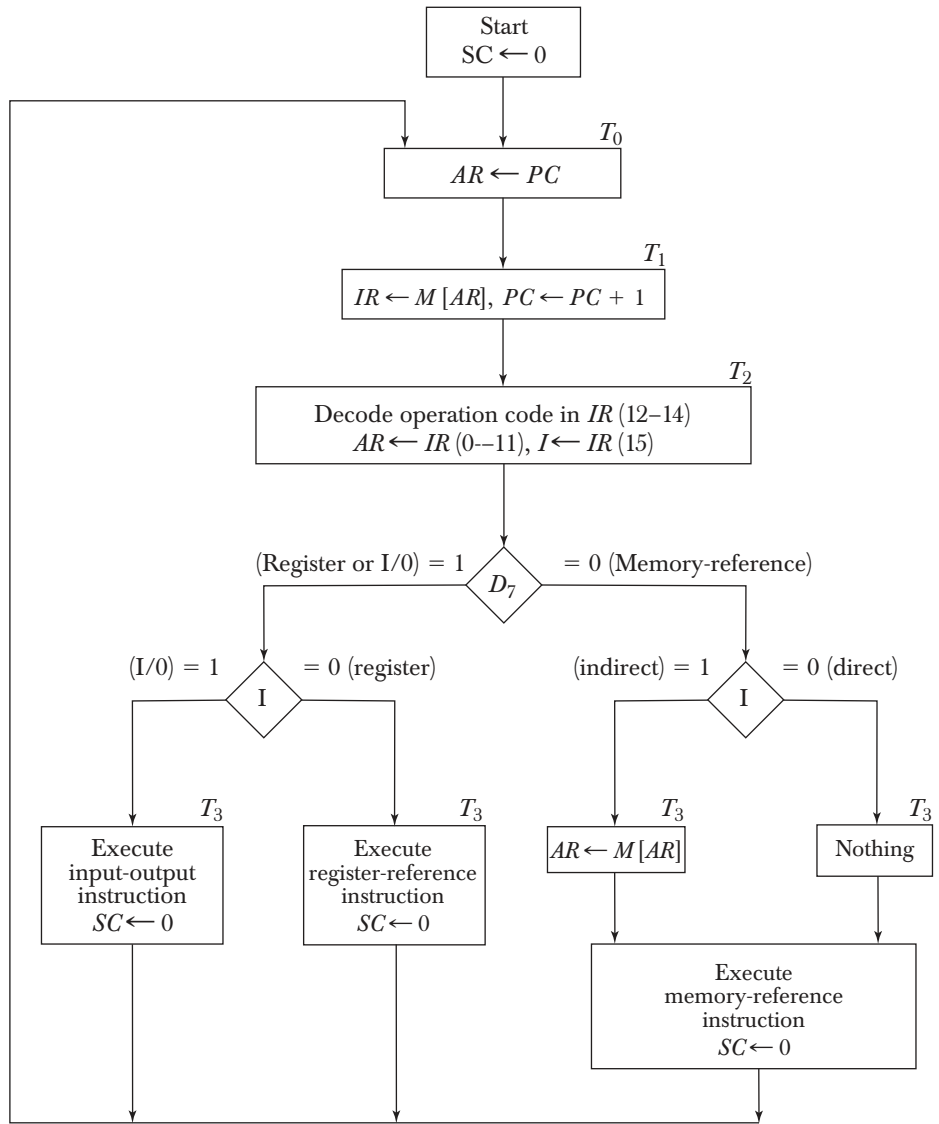 Start
SC ← 0
T₀
AR ← PC
T₁
IR ← M [AR], PC ← PC + 1
T₂
Decode operation code in IR (12–14)
AR ← IR (0-–11), I ← IR (15)
(Register or I/0) = 1
= 0 (Memory-reference)
D₇
(I/0) = 1
= 0 (register)
I
(indirect) = 1
= 0 (direct)
I
T₃
Execute
input-output
instruction
SC ← 0
T₃
Execute
register-reference
instruction
SC ← 0
T₃
AR ← M [AR]
T₃
Nothing
Execute
memory-reference
instruction
SC ← 0